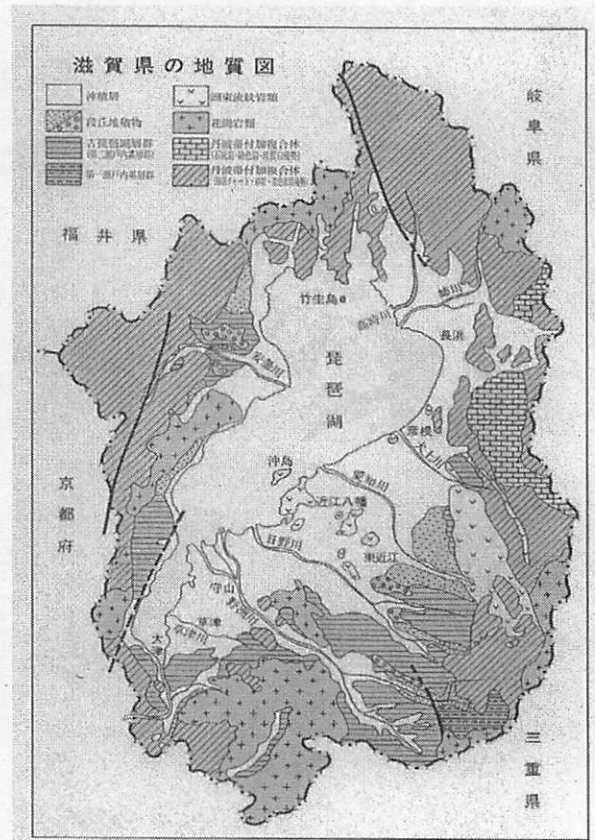 滋賀県の地質図
沖積層
湖東流紋岩類
段丘堆積物
花崗岩類
古琵琶湖層群
丹波帯付加複合体
第一瀬戸内累層群
丹波帯付加複合体
岐阜県
福井県
竹生島
高時川
姉川
長浜
安曇川
琵琶湖
彦根
犬上川
沖島
愛知川
近江八幡
京都府
日野川
東近江
守山
野洲川
草津
草津川
大津
三重県